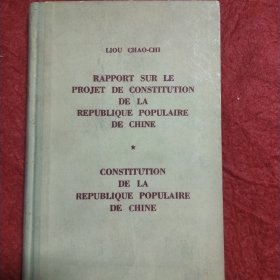 LIOU CHAO-CHI
RAPPORT SUR LE
PROJET DE CONSTITUTION
DE LA
REPUBLIQUE POPULAIRE
DE CHINE
★
CONSTITUTION
DE LA
REPUBLIQUE POPULAIRE
DE CHINE